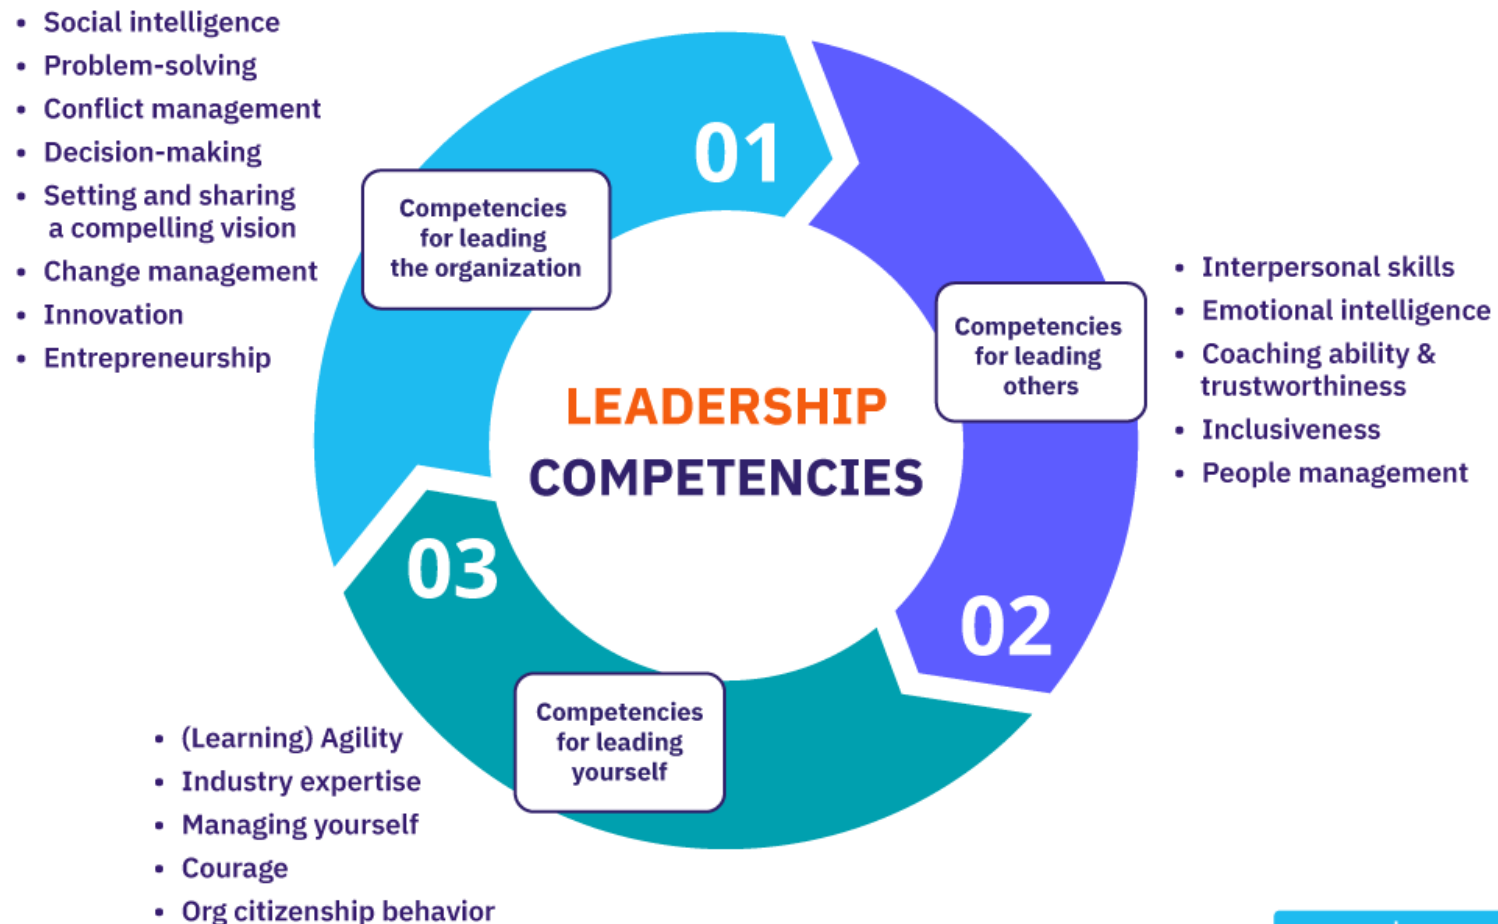 • Social intelligence
• Problem-solving
• Conflict management
• Decision-making
• Setting and sharing
a compelling vision
• Change management
• Innovation
• Entrepreneurship
01
Competencies
for leading
the organization
LEADERSHIP
COMPETENCIES
Competencies
for leading
others
• Interpersonal skills
• Emotional intelligence
• Coaching ability &
trustworthiness
• Inclusiveness
• People management
02
03
Competencies
for leading
yourself
• (Learning) Agility
• Industry expertise
• Managing yourself
• Courage
• Org citizenship behavior